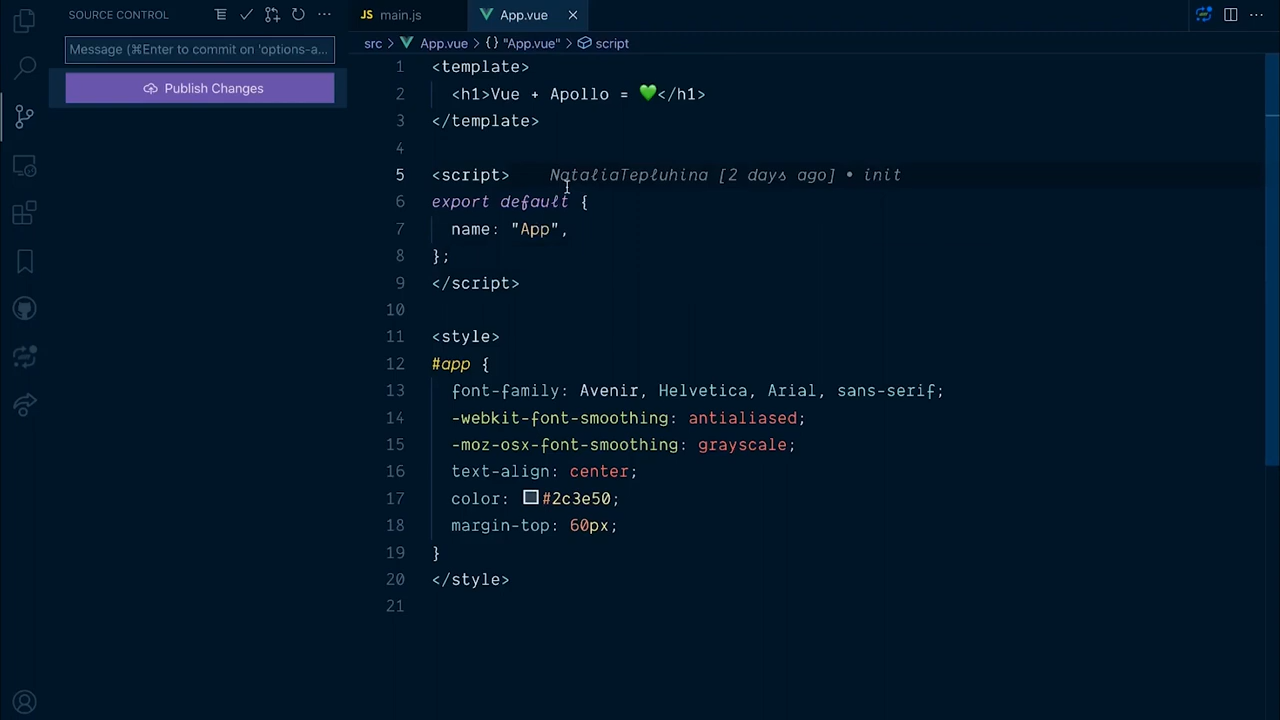 SOURCE CONTROL
Message (⌘Enter to commit on 'options-a...
Publish Changes
JS main.js
App.vue
src > App.vue > {} "App.vue" > script
1 <template>
2 <h1>Vue + Apollo = 💚</h1>
3 </template>
4
5 <script> NataliaTepluhina [2 days ago] • init
6 export default {
7 name: "App",
8 };
9 </script>
10
11 <style>
12 #app {
13 font-family: Avenir, Helvetica, Arial, sans-serif;
14 -webkit-font-smoothing: antialiased;
15 -moz-osx-font-smoothing: grayscale;
16 text-align: center;
17 color: #2c3e50;
18 margin-top: 60px;
19 }
20 </style>
21